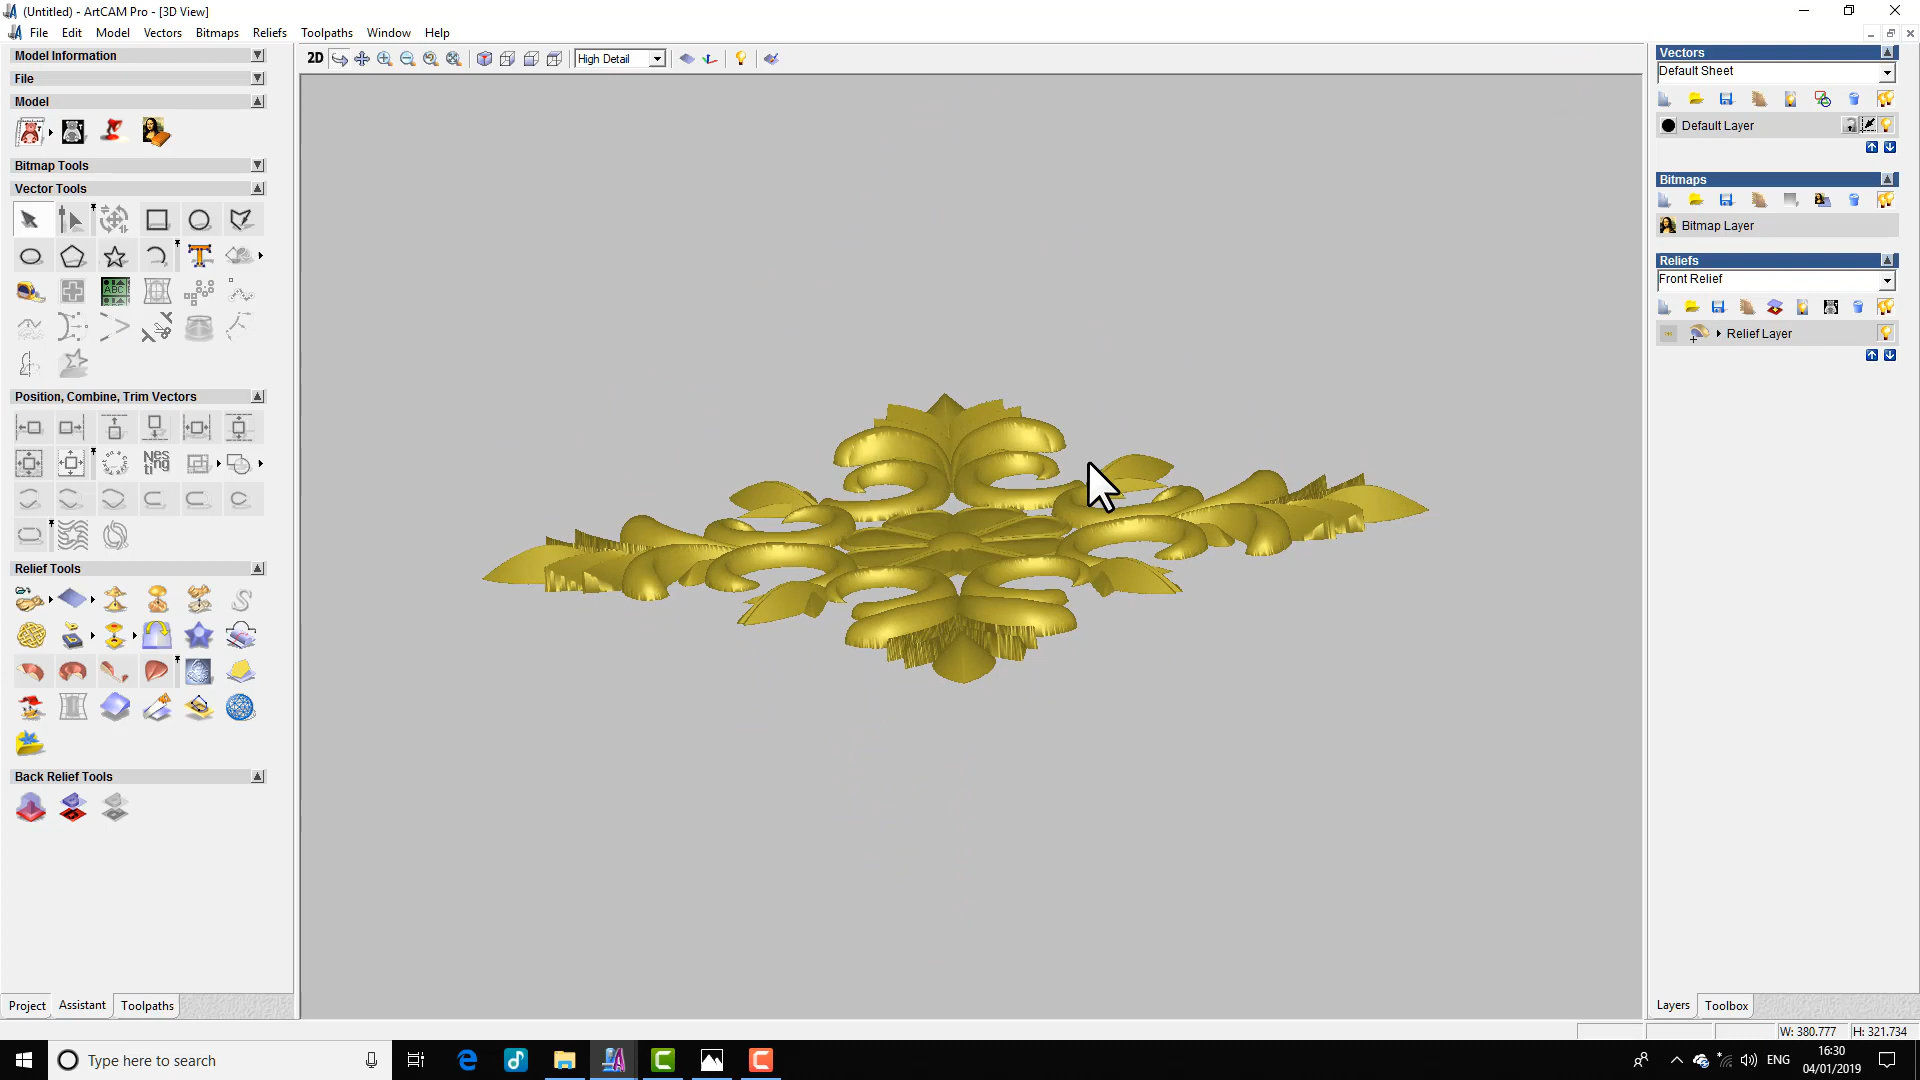 (Untitled) - ArtCAM Pro - [3D View]
File Edit Model Vectors Bitmaps Reliefs Toolpaths Window Help
Model Information
File
Model
Bitmap Tools
Vector Tools
ABC
Position, Combine, Trim Vectors
Nes
ting
Relief Tools
Back Relief Tools
Project Assistant Toolpaths
2D High Detail
Vectors
Default Sheet
Default Layer
Bitmaps
Bitmap Layer
Reliefs
Front Relief
Relief Layer
Layers Toolbox
W: 380.777 H: 321.734
Type here to search
ENG
16:30
04/01/2019